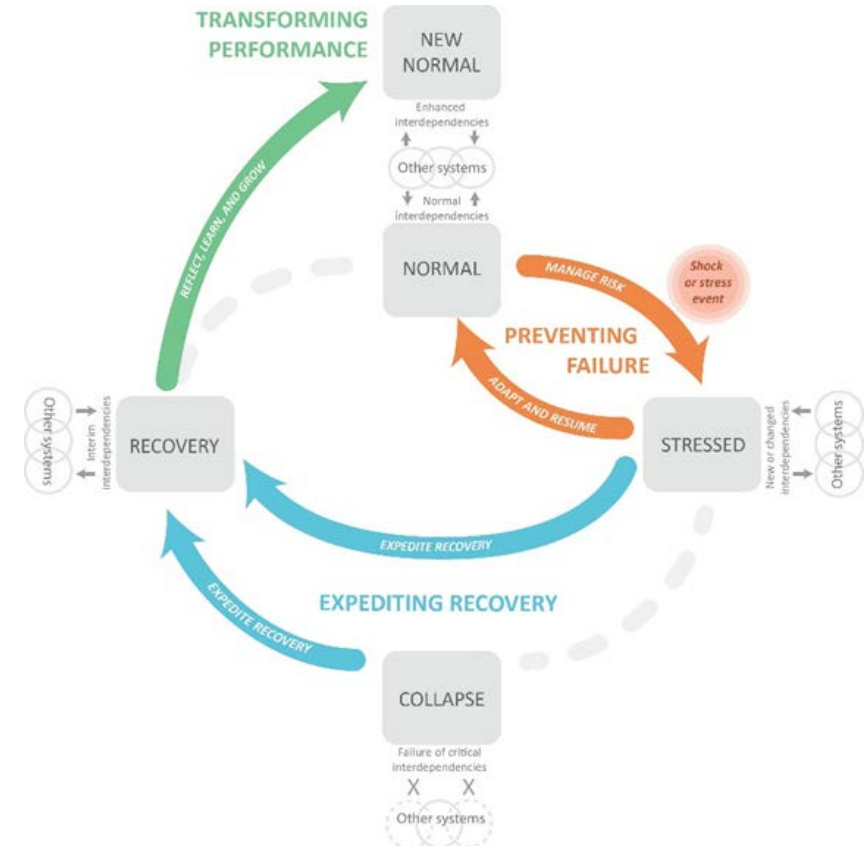 TRANSFORMING
PERFORMANCE
NEW
NORMAL
Enhanced
interdependencies
Other systems
Normal
interdependencies
NORMAL
REFLECT, LEARN, AND GROW
MANAGE RISK
Shock
or stress
event
PREVENTING
FAILURE
ADAPT AND RESUME
Other systems
Interim
interdependencies
RECOVERY
STRESSED
New or changed
interdependencies
Other systems
EXPEDITE RECOVERY
EXPEDITING RECOVERY
EXPEDITE RECOVERY
COLLAPSE
Failure of critical
interdependencies
X X
Other systems